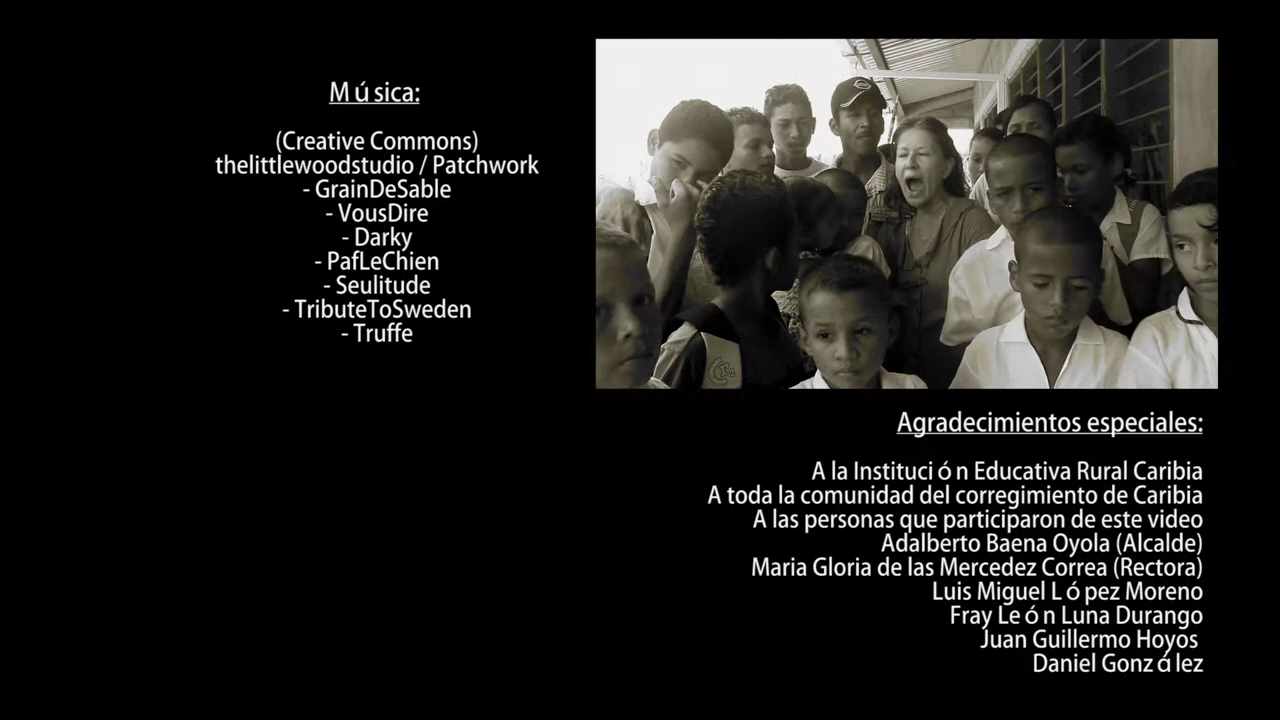 Música:
(Creative Commons)
thelittlewoodstudio / Patchwork
- GrainDeSable
- VousDire
- Darky
- PafLeChien
- Seulitude
- TributeToSweden
- Truffe
Agradecimientos especiales:
A la Institución Educativa Rural Caribia
A toda la comunidad del corregimiento de Caribia
A las personas que participaron de este video
Adalberto Baena Oyola (Alcalde)
Maria Gloria de las Mercedez Correa (Rectora)
Luis Miguel López Moreno
Fray León Luna Durango
Juan Guillermo Hoyos
Daniel González